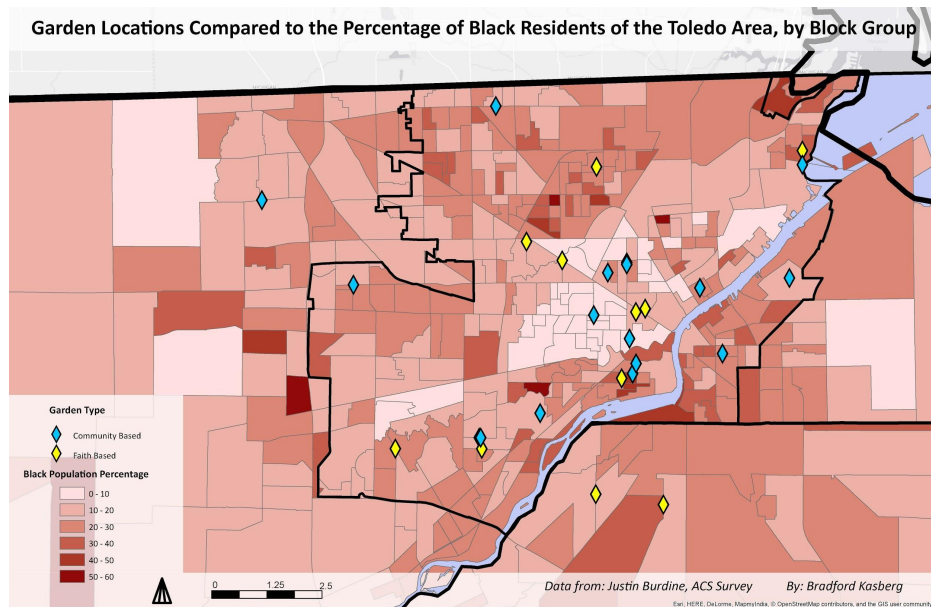 Garden Locations Compared to the Percentage of Black Residents of the Toledo Area, by Block Group
Garden Type
Community Based
Faith Based
Black Population Percentage
0 - 10
10 - 20
20 - 30
30 - 40
40 - 50
50 - 60
0 1.25 2.5
Data from: Justin Burdine, ACS Survey By: Bradford Kasberg
Esri, HERE, DeLorme, MapmyIndia, © OpenStreetMap contributors, and the GIS user community